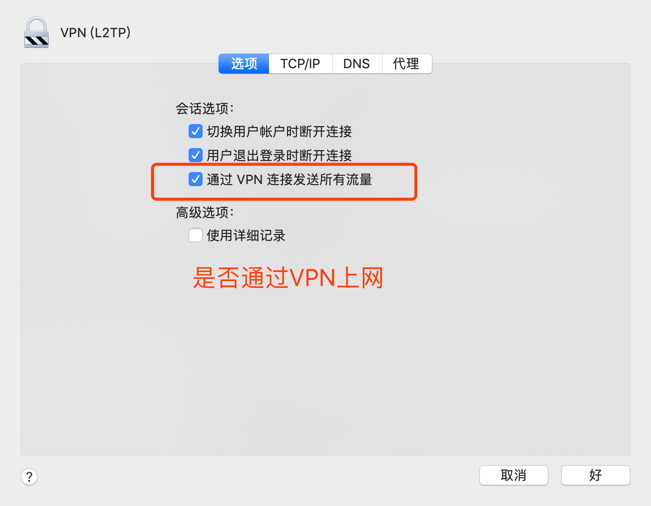 VPN (L2TP)
选项 TCP/IP DNS 代理
会话选项：
切换用户帐户时断开连接
用户退出登录时断开连接
通过 VPN 连接发送所有流量
高级选项：
使用详细记录
是否通过VPN上网
? 取消 好